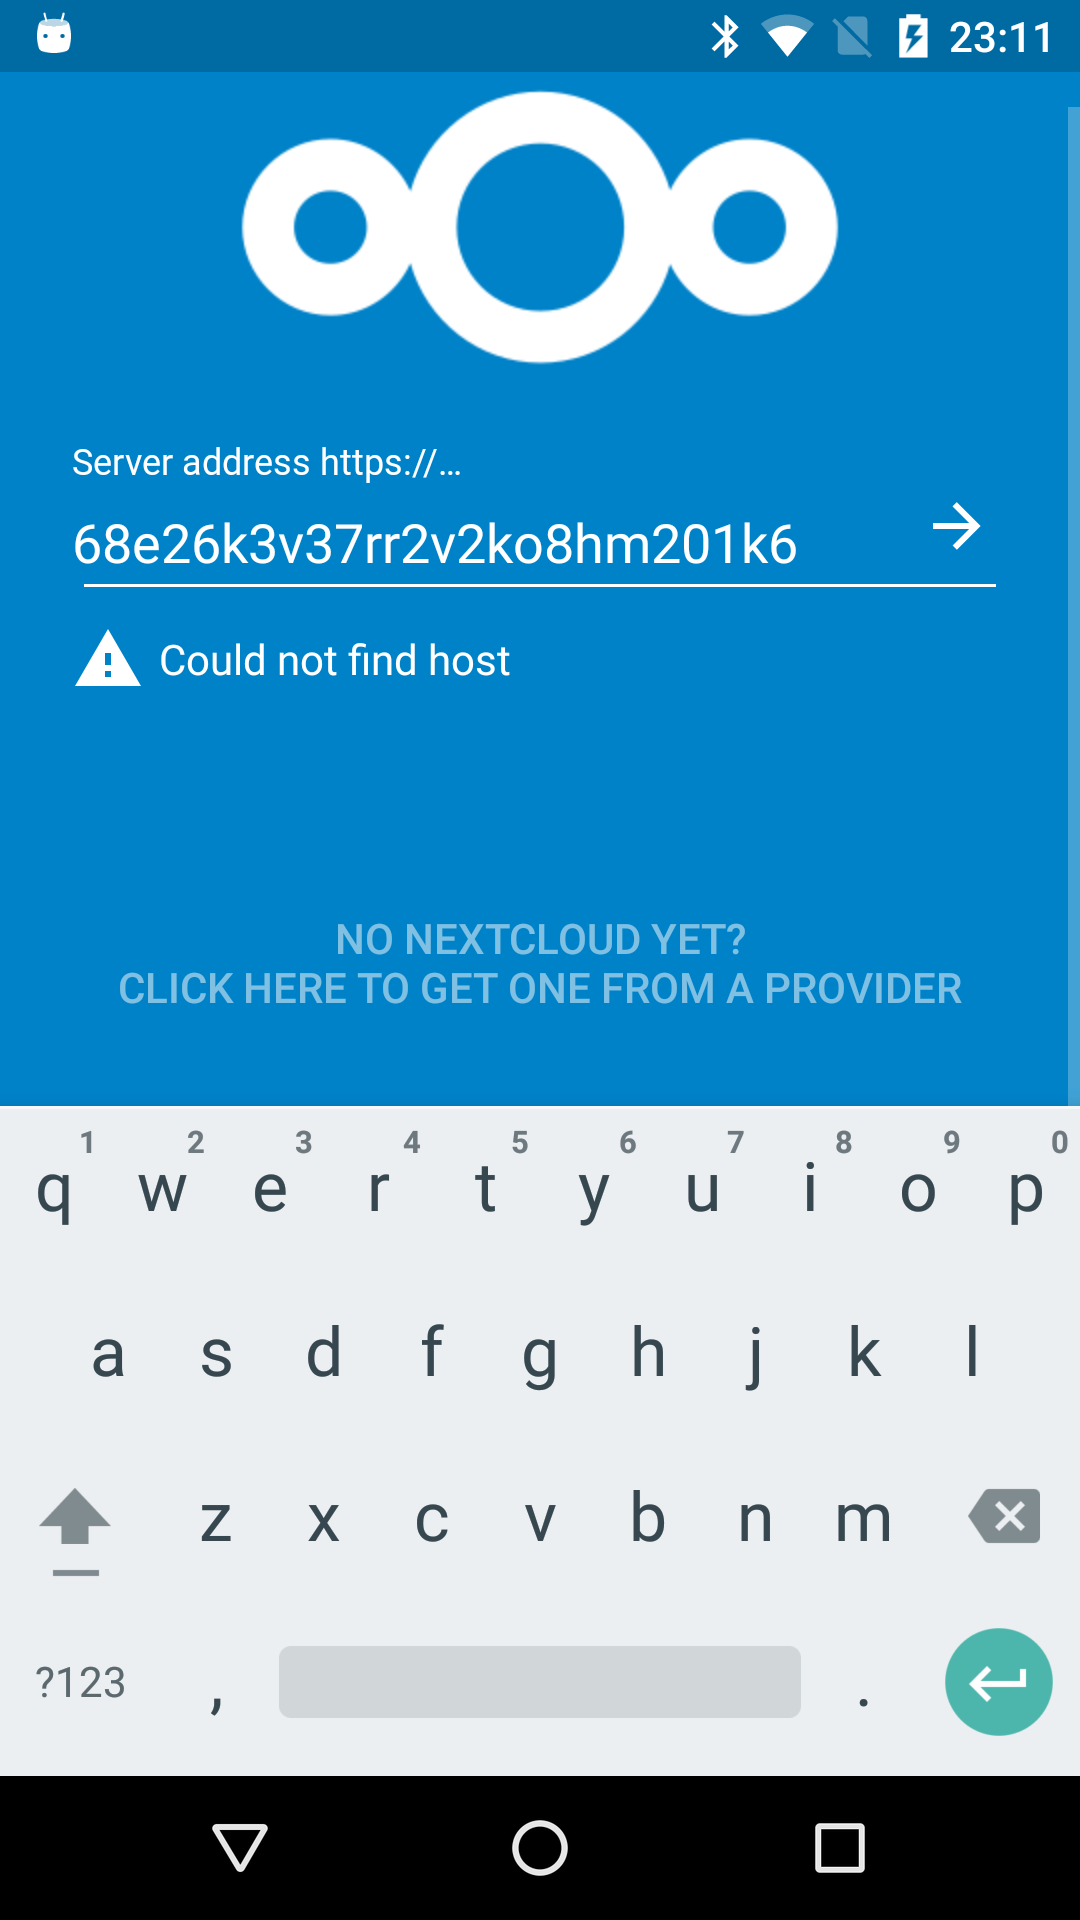 23:11
Server address https://…
68e26k3v37rr2v2ko8hm201k6
Could not find host
NO NEXTCLOUD YET?
CLICK HERE TO GET ONE FROM A PROVIDER
1 2 3 4 5 6 7 8 9 0
q w e r t y u i o p
a s d f g h j k l
z x c v b n m
?123 , .